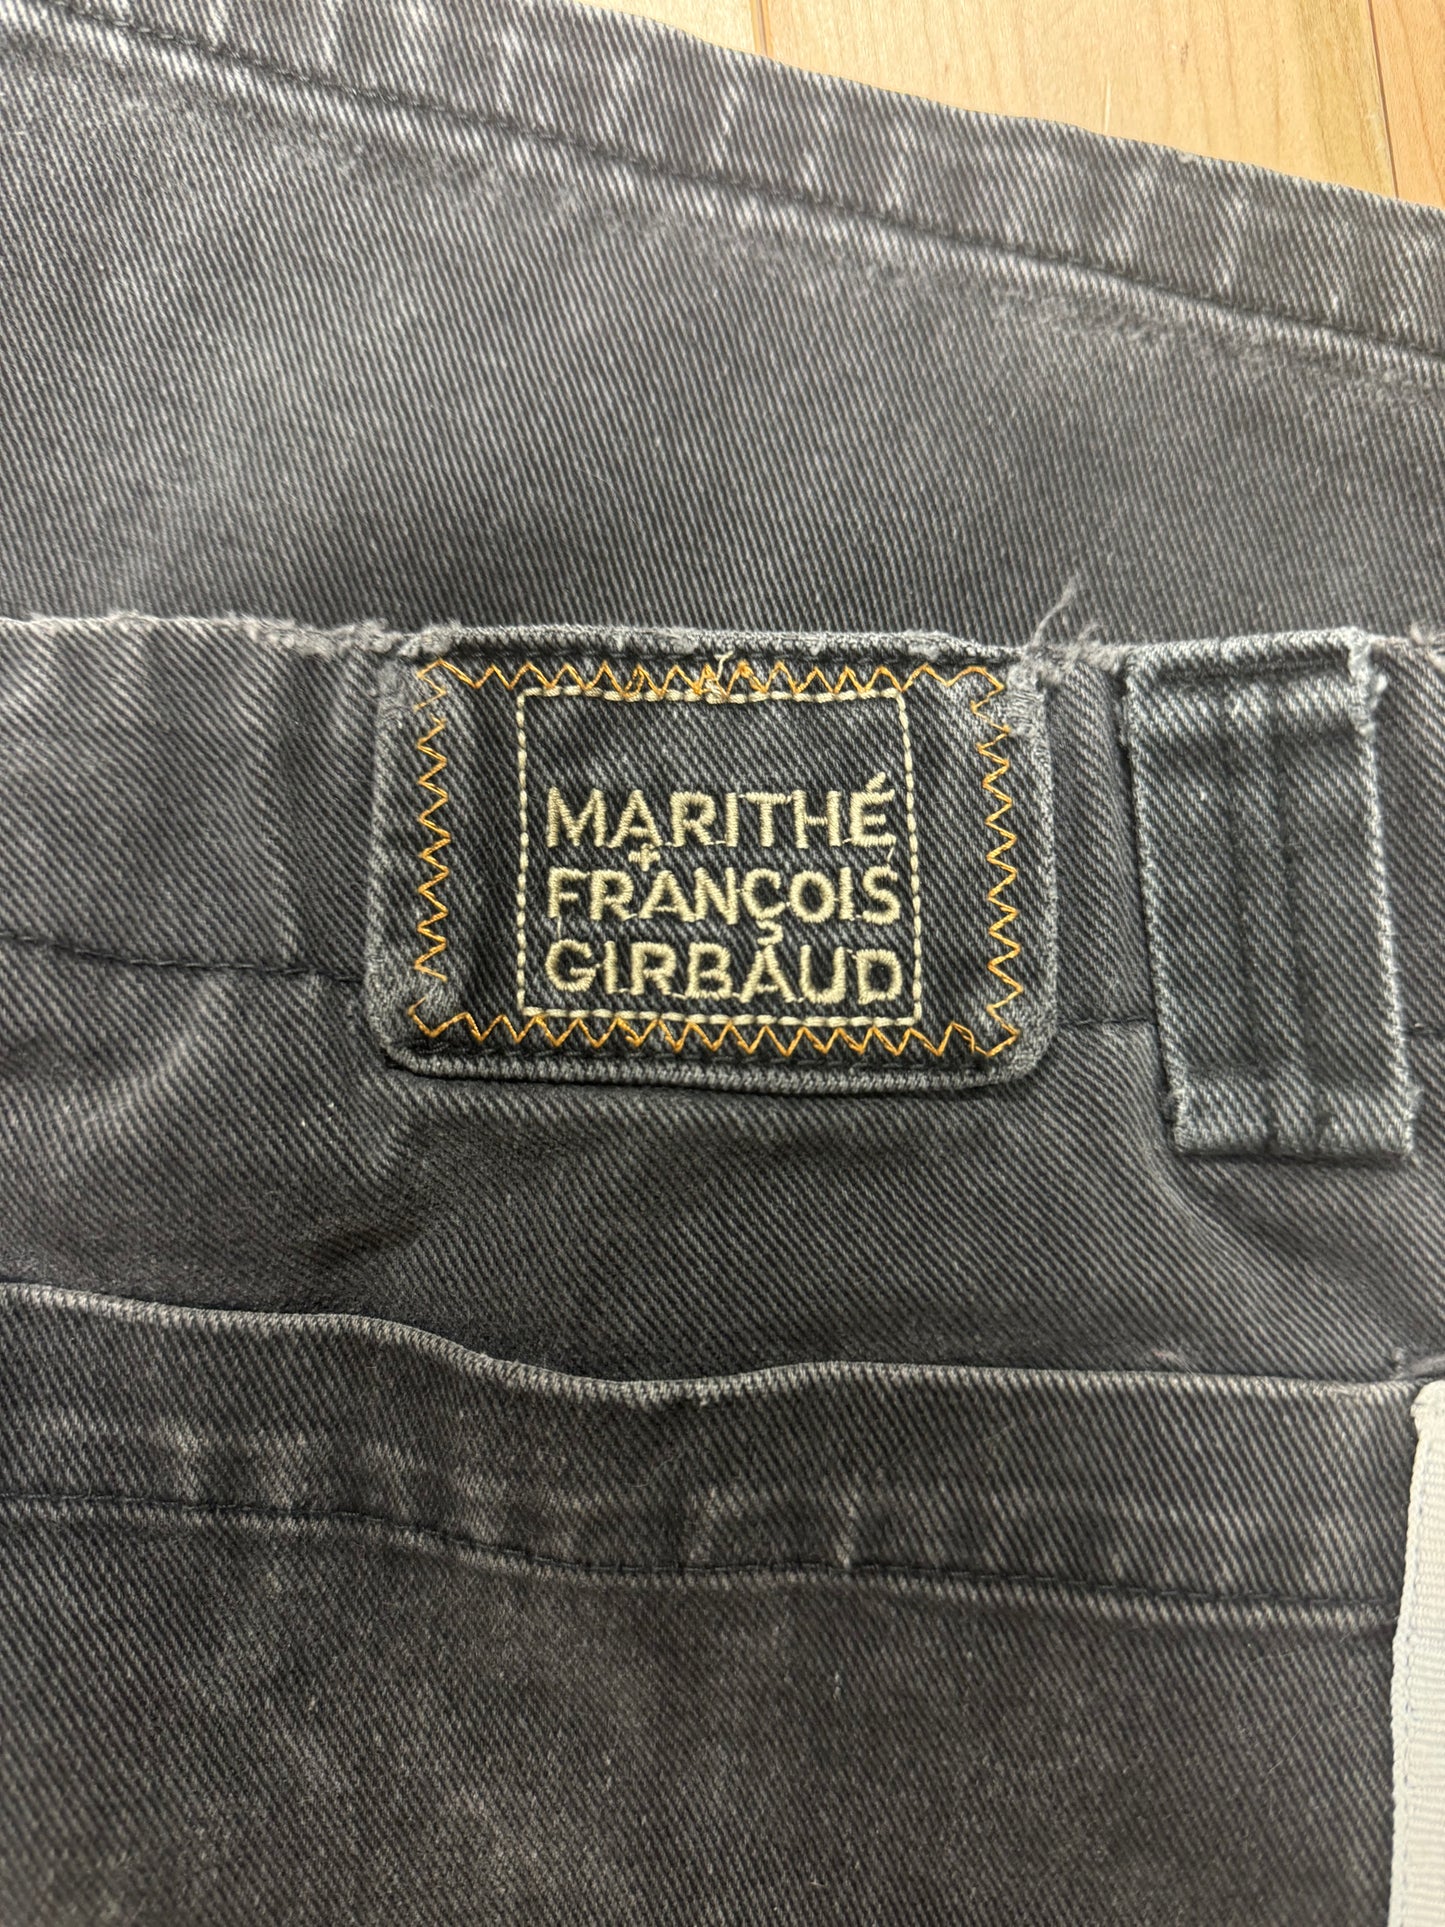 MARITHÉ
+
FRANÇOIS
GIRBAUD